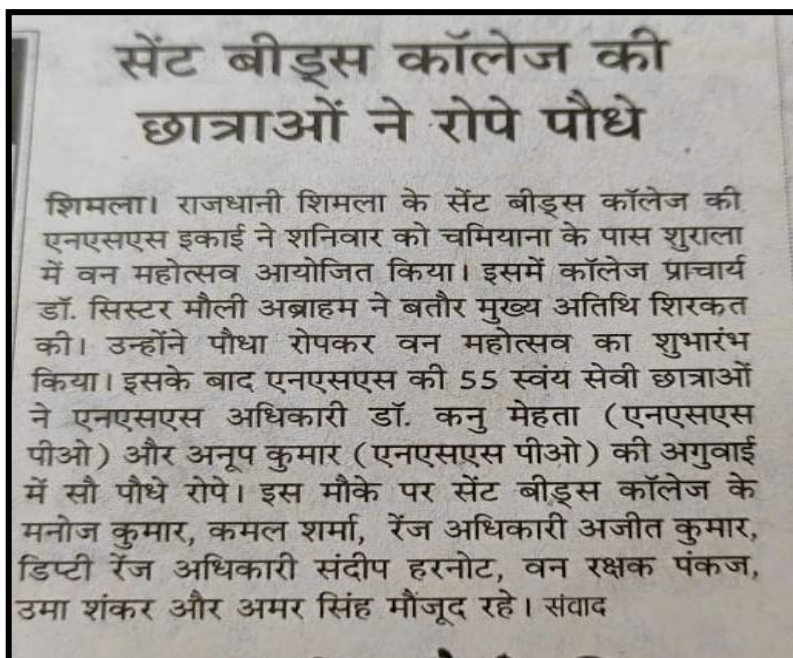 सेंट बीड्स कॉलेज की
छात्राओं ने रोपे पौधे
शिमला। राजधानी शिमला के सेंट बीड्स कॉलेज की
एनएसएस इकाई ने शनिवार को चमियाना के पास शुराला
में वन महोत्सव आयोजित किया। इसमें कॉलेज प्राचार्य
डॉ. सिस्टर मौली अब्राहम ने बतौर मुख्य अतिथि शिरकत
की। उन्होंने पौधा रोपकर वन महोत्सव का शुभारंभ
किया। इसके बाद एनएसएस की 55 स्वंय सेवी छात्राओं
ने एनएसएस अधिकारी डॉ. कनु मेहता (एनएसएस
पीओ) और अनूप कुमार (एनएसएस पीओ) की अगुवाई
में सौ पौधे रोपे। इस मौके पर सेंट बीड्स कॉलेज के
मनोज कुमार, कमल शर्मा, रेंज अधिकारी अजीत कुमार,
डिप्टी रेंज अधिकारी संदीप हरनोट, वन रक्षक पंकज,
उमा शंकर और अमर सिंह मौजूद रहे। संवाद